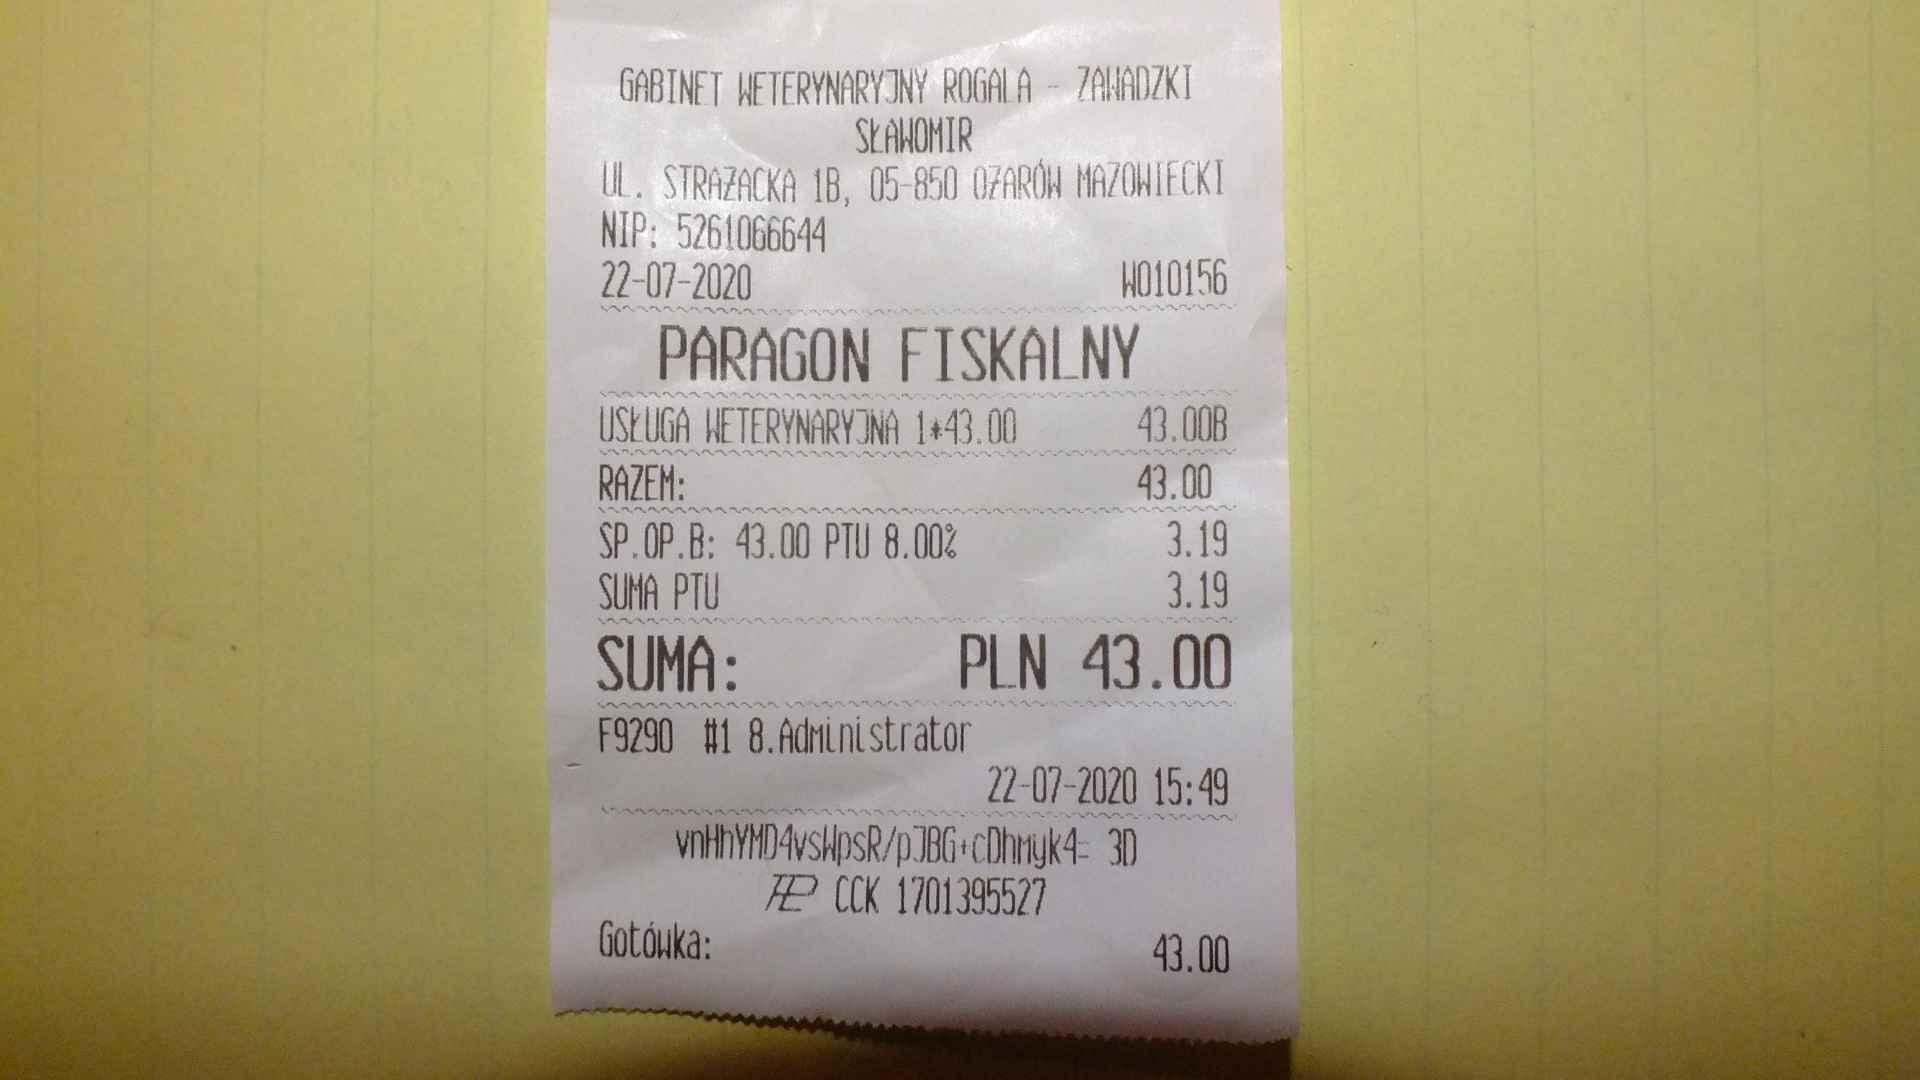 GABINET WETERYNARYJNY ROGALA - ZAWADZKI
SŁAWOMIR
UL. STRAŻACKA 1B, 05-850 OŻARÓW MAZOWIECKI
NIP: 5261066644
22-07-2020 W010156
PARAGON FISKALNY
USŁUGA WETERYNARYJNA 1*43.00 43.00B
RAZEM: 43.00
SP.OP.B: 43.00 PTU 8.00% 3.19
SUMA PTU 3.19
SUMA: PLN 43.00
F9290 #1 8.Administrator
22-07-2020 15:49
vnHhYMD4vsWpsR/pJBG+cDhmyk4= 3D
CCK 1701395527
Gotówka: 43.00